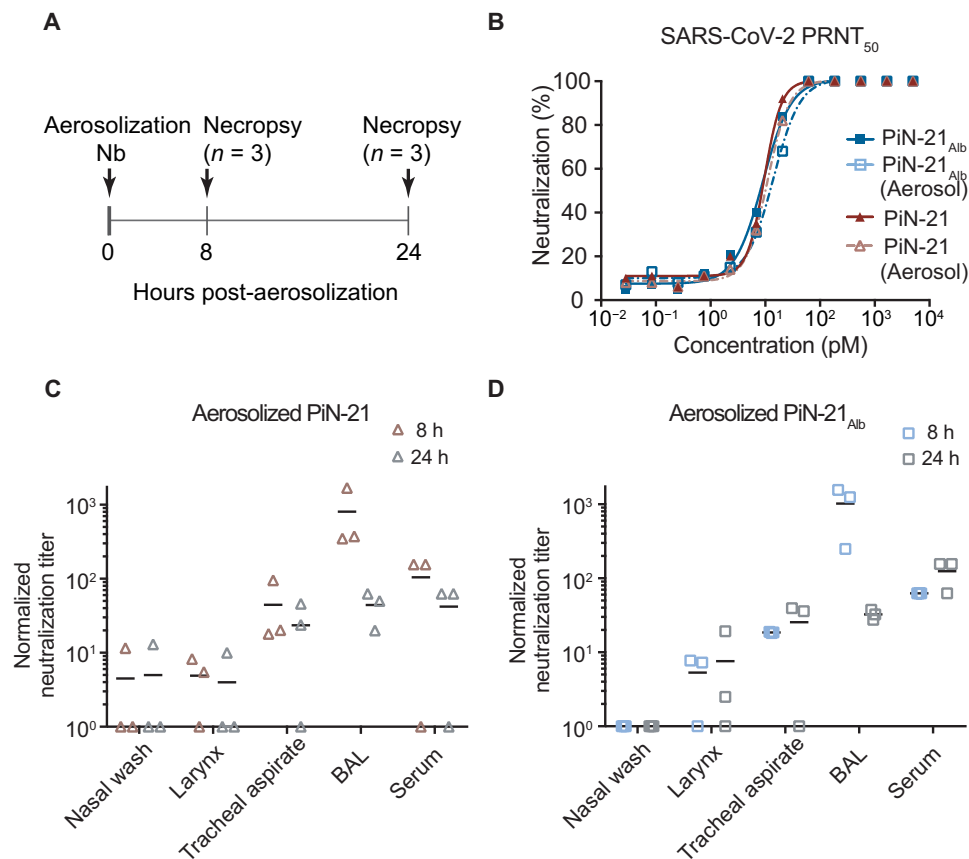 A
Aerosolization
Nb
Necropsy
(n = 3)
Necropsy
(n = 3)
0
8
24
Hours post-aerosolization
B
SARS-CoV-2 PRNT50
Neutralization (%)
100
80
60
40
20
0
10⁻²
10⁻¹
10⁰
10¹
10²
10³
10⁴
Concentration (pM)
PiN-21Alb
PiN-21Alb
(Aerosol)
PiN-21
PiN-21
(Aerosol)
C
Aerosolized PiN-21
8 h
24 h
Normalized
neutralization titer
10³
10²
10¹
10⁰
Nasal wash
Larynx
Tracheal aspirate
BAL
Serum
D
Aerosolized PiN-21Alb
8 h
24 h
Normalized
neutralization titer
10³
10²
10¹
10⁰
Nasal wash
Larynx
Tracheal aspirate
BAL
Serum